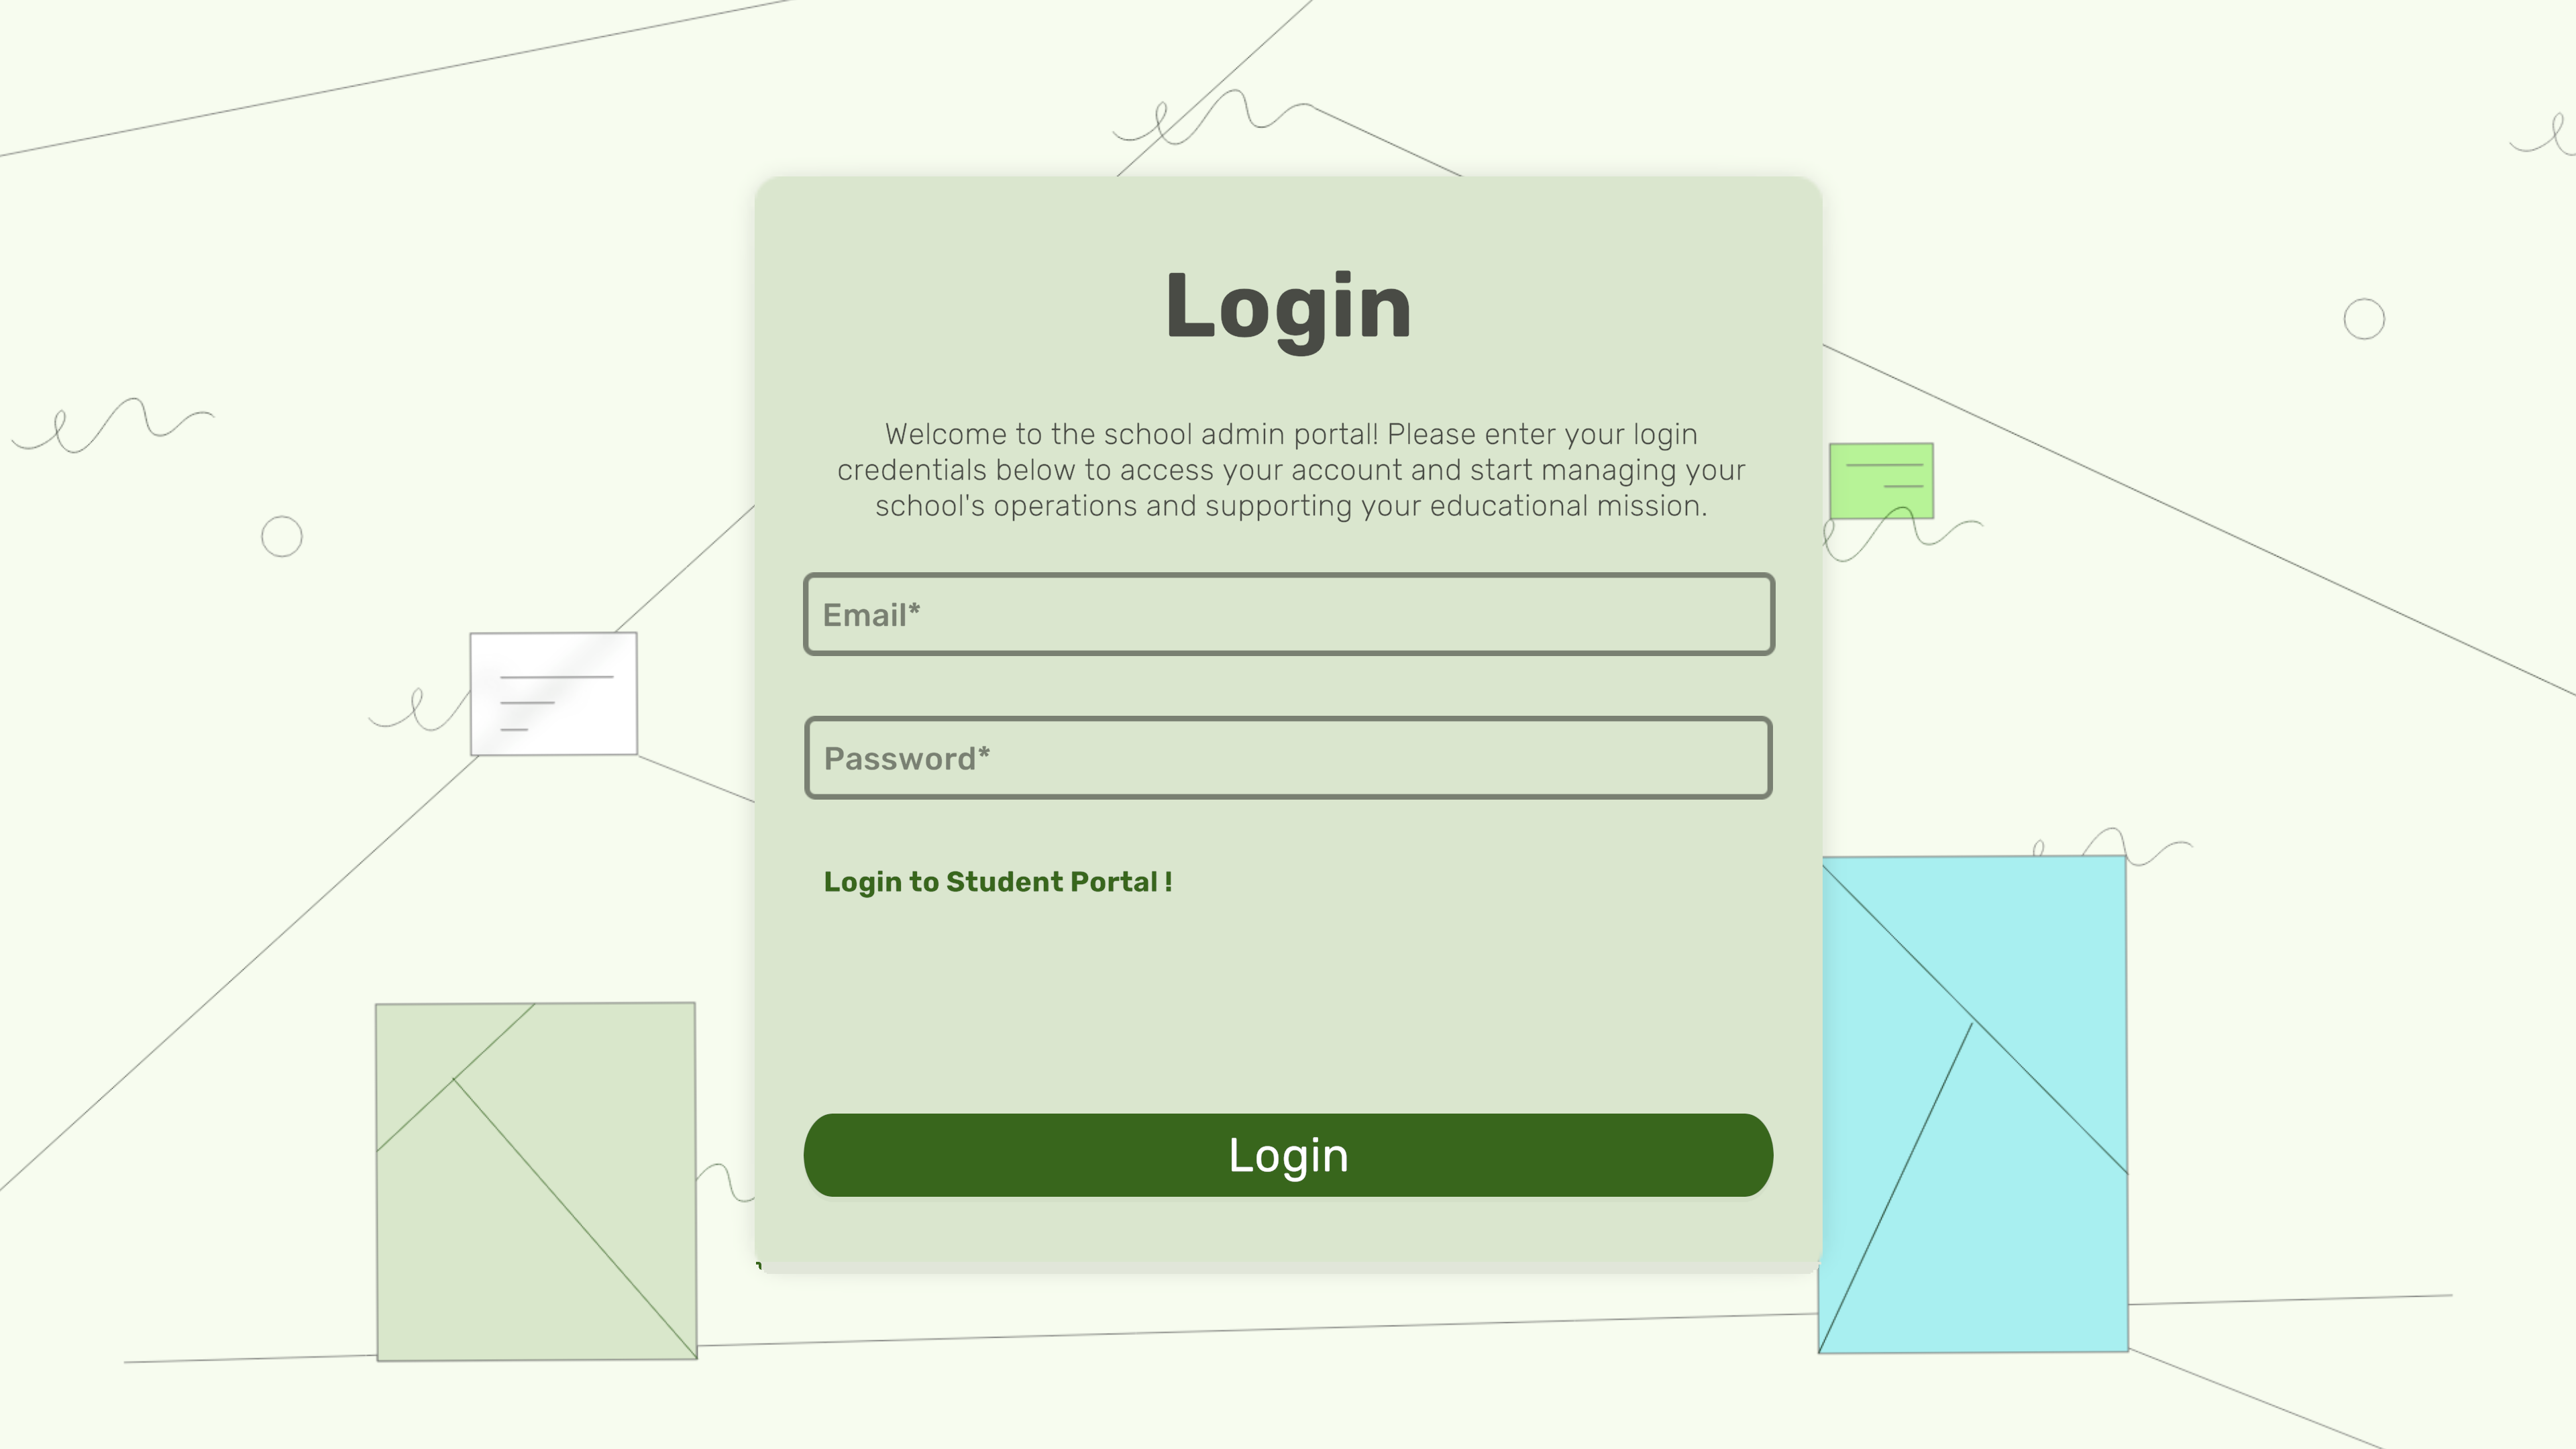 Login
Welcome to the school admin portal! Please enter your login
credentials below to access your account and start managing your
school's operations and supporting your educational mission.
Email*
Password*
Login to Student Portal !
Login